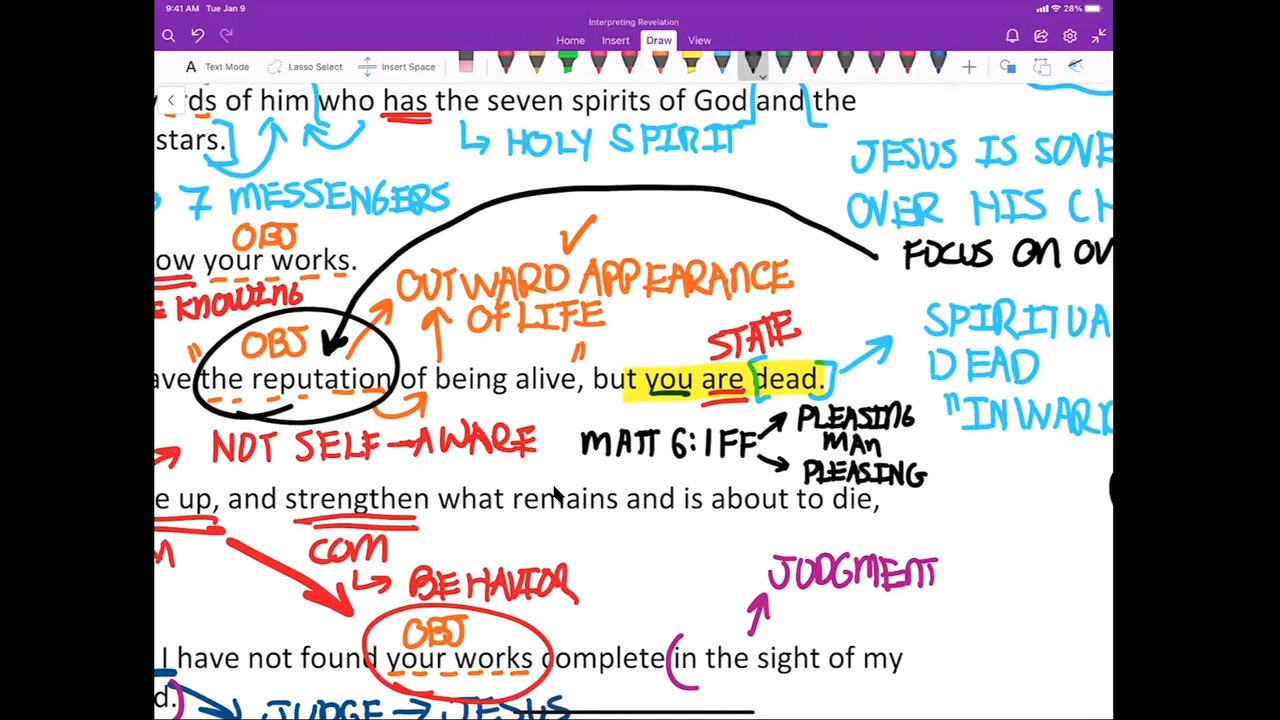 9:41 AM Tue Jan 9
28%
Interpreting Revelation
Home Insert Draw View
A Text Mode Lasso Select Insert Space
rds of him who has the seven spirits of God and the
stars.
↳ HOLY SPIRIT
JESUS IS SOVE
7 MESSENGERS
OVER HIS CH
OBJ
FOCUS ON OV
ow your works.
OUTWARD APPEARANCE
E KNOWING
OF LIFE
OBJ
STATE
SPIRITUA
DEAD
ave the reputation of being alive, but you are dead.
"INWARD
NOT SELF-AWARE
MATT 6:1FF
PLEASING
MAN
PLEASING
e up, and strengthen what remains and is about to die,
COM
↳ BEHAVIOR
JUDGMENT
OBJ
I have not found your works complete (in the sight of my
d.)
JUDGE → JESUS